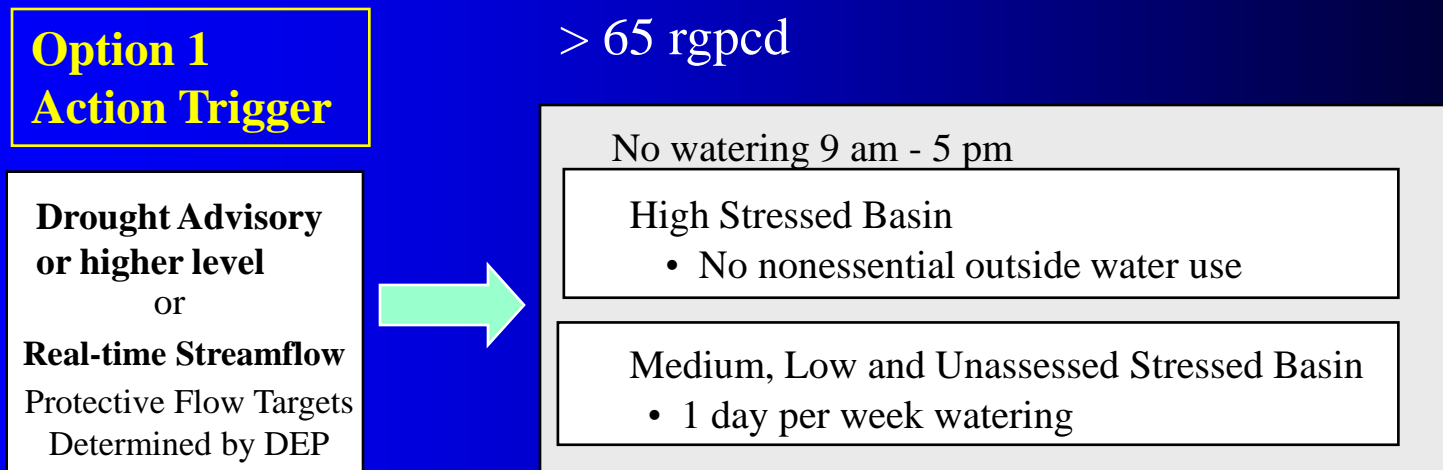 Option 1
Action Trigger
> 65 rgpcd
Drought Advisory
or higher level
or
Real-time Streamflow
Protective Flow Targets
Determined by DEP
No watering 9 am - 5 pm
High Stressed Basin
• No nonessential outside water use
Medium, Low and Unassessed Stressed Basin
• 1 day per week watering